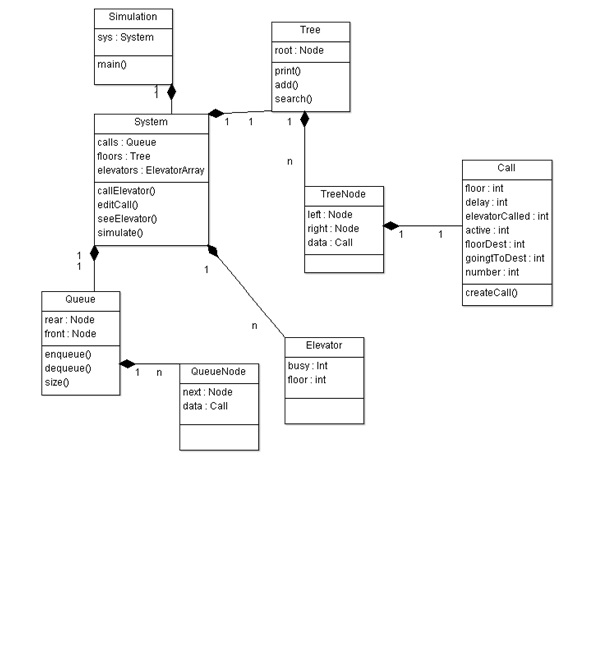 Simulation
sys : System
main()
1
1
Tree
root : Node
print()
add()
search()
System
calls : Queue
floors : Tree
elevators : ElevatorArray
callElevator()
editCall()
seeElevator()
simulate()
1
1
1
n
TreeNode
left : Node
right : Node
data : Call
1
1
Call
floor : int
delay : int
elevatorCalled : int
active : int
floorDest : int
goingtToDest : int
number : int
createCall()
1
1
1
n
Queue
rear : Node
front : Node
enqueue()
dequeue()
size()
1
n
QueueNode
next : Node
data : Call
Elevator
busy : Int
floor : int